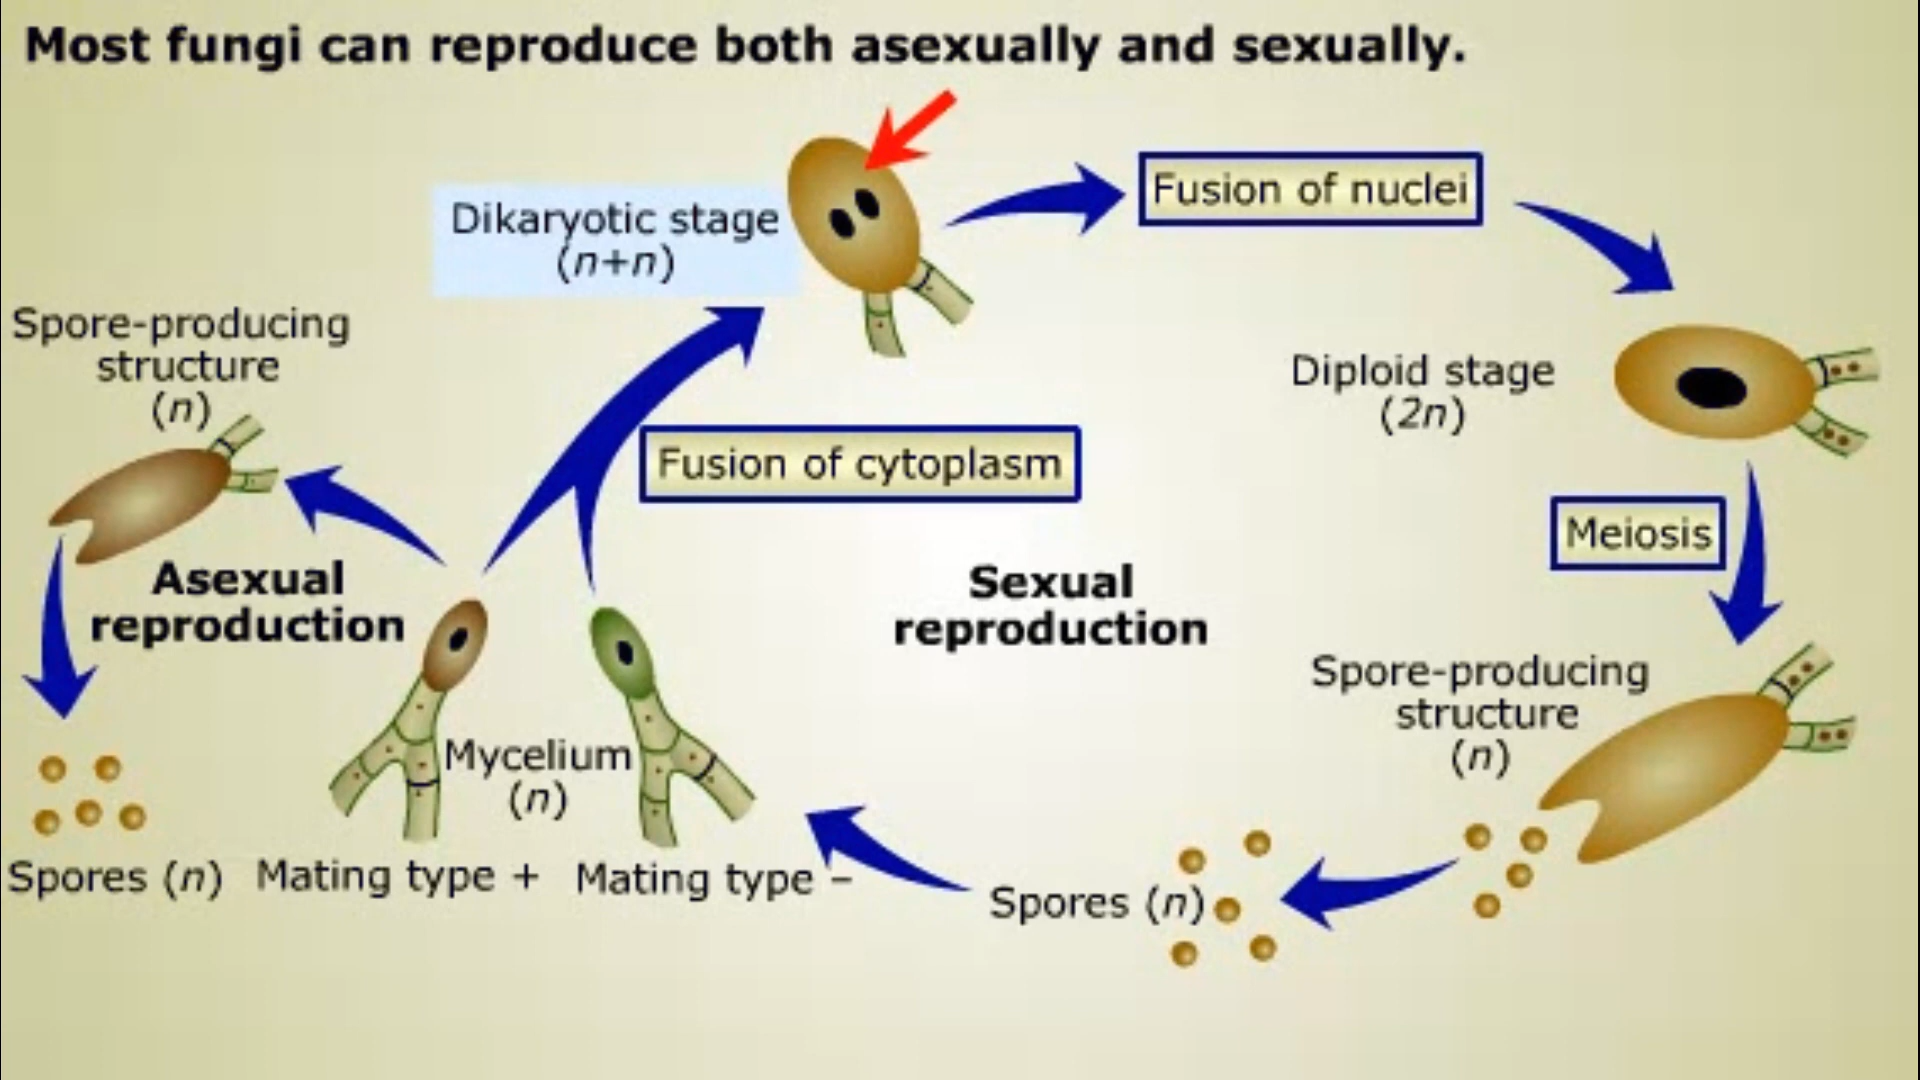 Most fungi can reproduce both asexually and sexually.
Dikaryotic stage
(n+n)
Fusion of nuclei
Spore-producing
structure
(n)
Diploid stage
(2n)
Fusion of cytoplasm
Meiosis
Asexual
reproduction
Sexual
reproduction
Spore-producing
structure
(n)
Mycelium
(n)
Spores (n)
Mating type +
Mating type –
Spores (n)